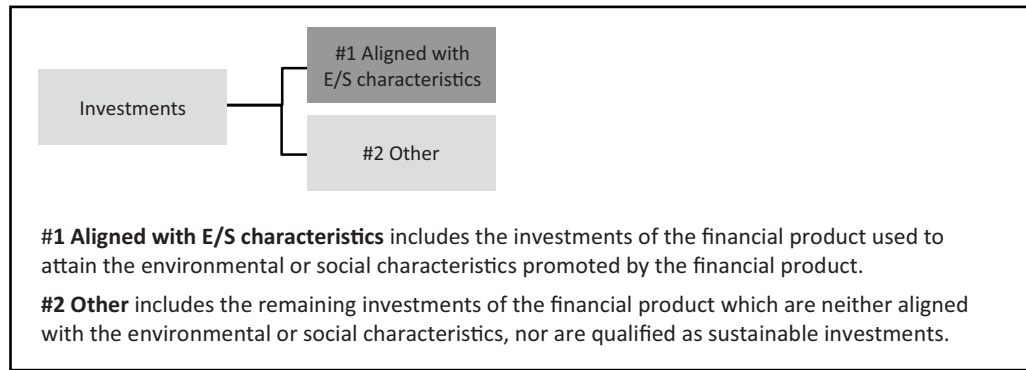 #1 Aligned with
E/S characteristics
Investments
#2 Other
#1 Aligned with E/S characteristics includes the investments of the financial product used to
attain the environmental or social characteristics promoted by the financial product.
#2 Other includes the remaining investments of the financial product which are neither aligned
with the environmental or social characteristics, nor are qualified as sustainable investments.